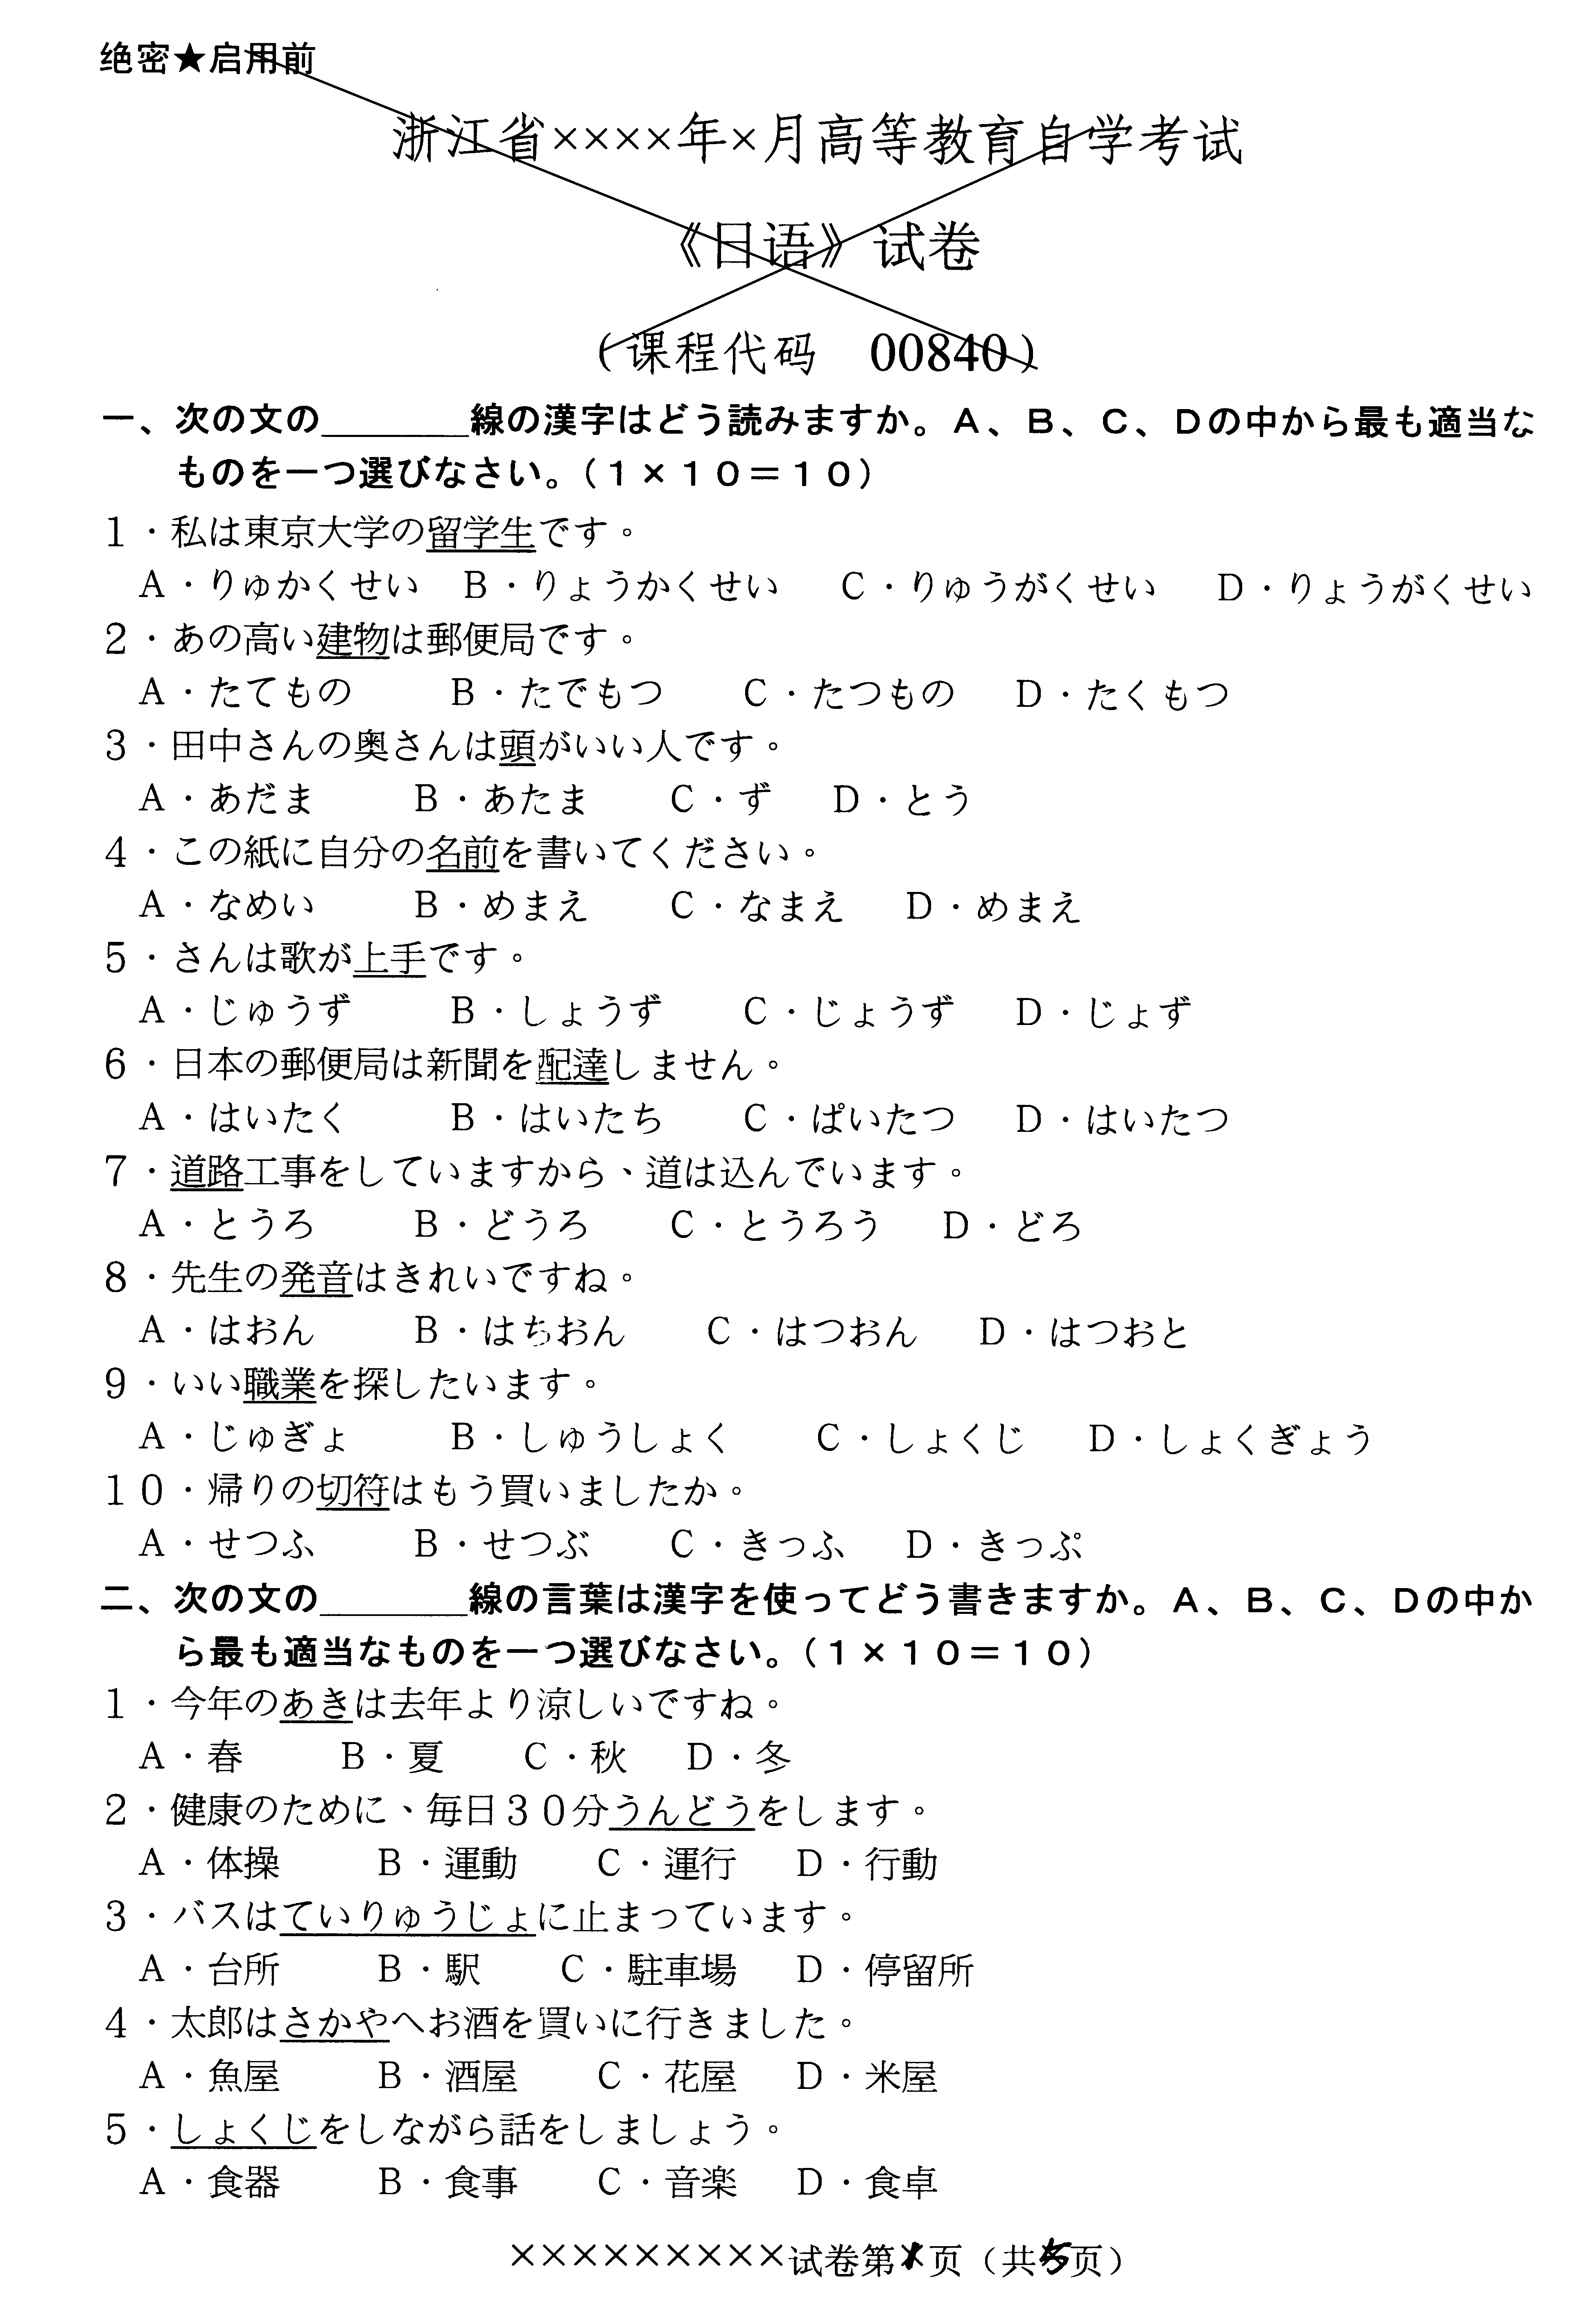 绝密★启用前
浙江省××××年×月高等教育自学考试
《日语》试卷
(课程代码　00840)
一、次の文の________線の漢字はどう読みますか。A、B、C、Dの中から最も適当な
ものを一つ選びなさい。(1×10=10)
1・私は東京大学の留学生です。
A・りゅかくせい　B・りょうかくせい　C・りゅうがくせい　D・りょうがくせい
2・あの高い建物は郵便局です。
A・たてもの　B・たでもつ　C・たつもの　D・たくもつ
3・田中さんの奥さんは頭がいい人です。
A・あだま　B・あたま　C・ず　D・とう
4・この紙に自分の名前を書いてください。
A・なめい　B・めまえ　C・なまえ　D・めまえ
5・さんは歌が上手です。
A・じゅうず　B・しょうず　C・じょうず　D・じょず
6・日本の郵便局は新聞を配達しません。
A・はいたく　B・はいたち　C・ぱいたつ　D・はいたつ
7・道路工事をしていますから、道は込んでいます。
A・とうろ　B・どうろ　C・とうろう　D・どろ
8・先生の発音はきれいですね。
A・はおん　B・はちおん　C・はつおん　D・はつおと
9・いい職業を探したいます。
A・じゅぎょ　B・しゅうしょく　C・しょくじ　D・しょくぎょう
10・帰りの切符はもう買いましたか。
A・せつふ　B・せつぶ　C・きっふ　D・きっぷ
二、次の文の________線の言葉は漢字を使ってどう書きますか。A、B、C、Dの中か
ら最も適当なものを一つ選びなさい。(1×10=10)
1・今年のあきは去年より涼しいですね。
A・春　B・夏　C・秋　D・冬
2・健康のために、毎日30分うんどうをします。
A・体操　B・運動　C・運行　D・行動
3・バスはていりゅうじょに止まっています。
A・台所　B・駅　C・駐車場　D・停留所
4・太郎はさかやへお酒を買いに行きました。
A・魚屋　B・酒屋　C・花屋　D・米屋
5・しょくじをしながら話をしましょう。
A・食器　B・食事　C・音楽　D・食卓
×××××××××试卷第1页(共5页)